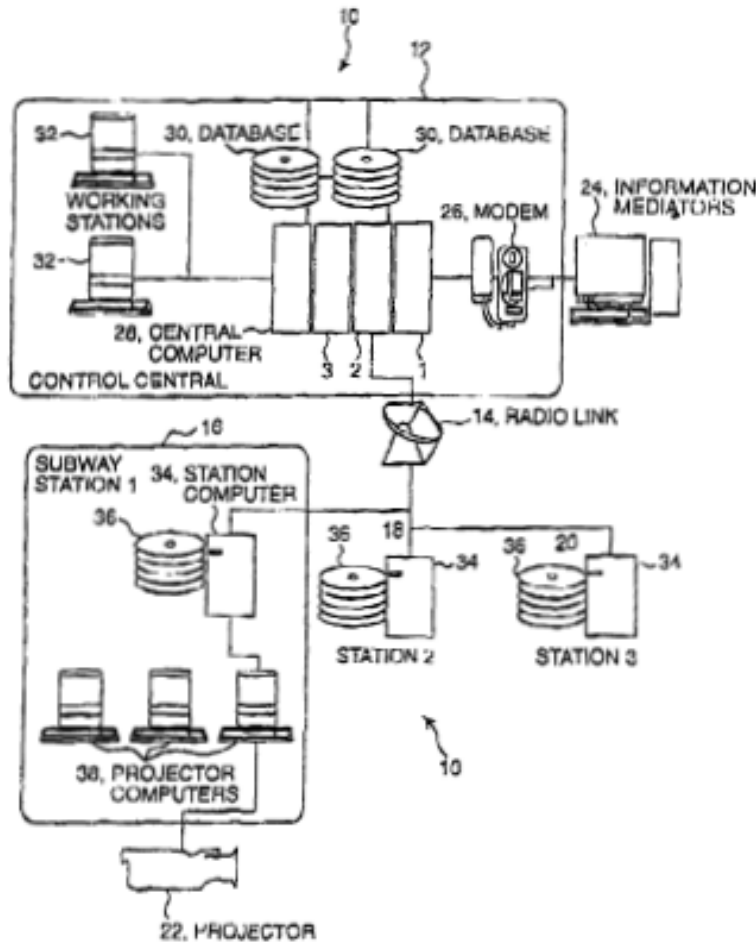 10
12
32
30, DATABASE
30, DATABASE
24, INFORMATION
MEDIATORS
26, MODEM
WORKING
STATIONS
32
28, CENTRAL
COMPUTER
3
2
1
CONTROL CENTRAL
14, RADIO LINK
16
SUBWAY
STATION 1
34, STATION
COMPUTER
36
18
36
34
20
36
34
STATION 2
STATION 3
38, PROJECTOR
COMPUTERS
10
22, PROJECTOR